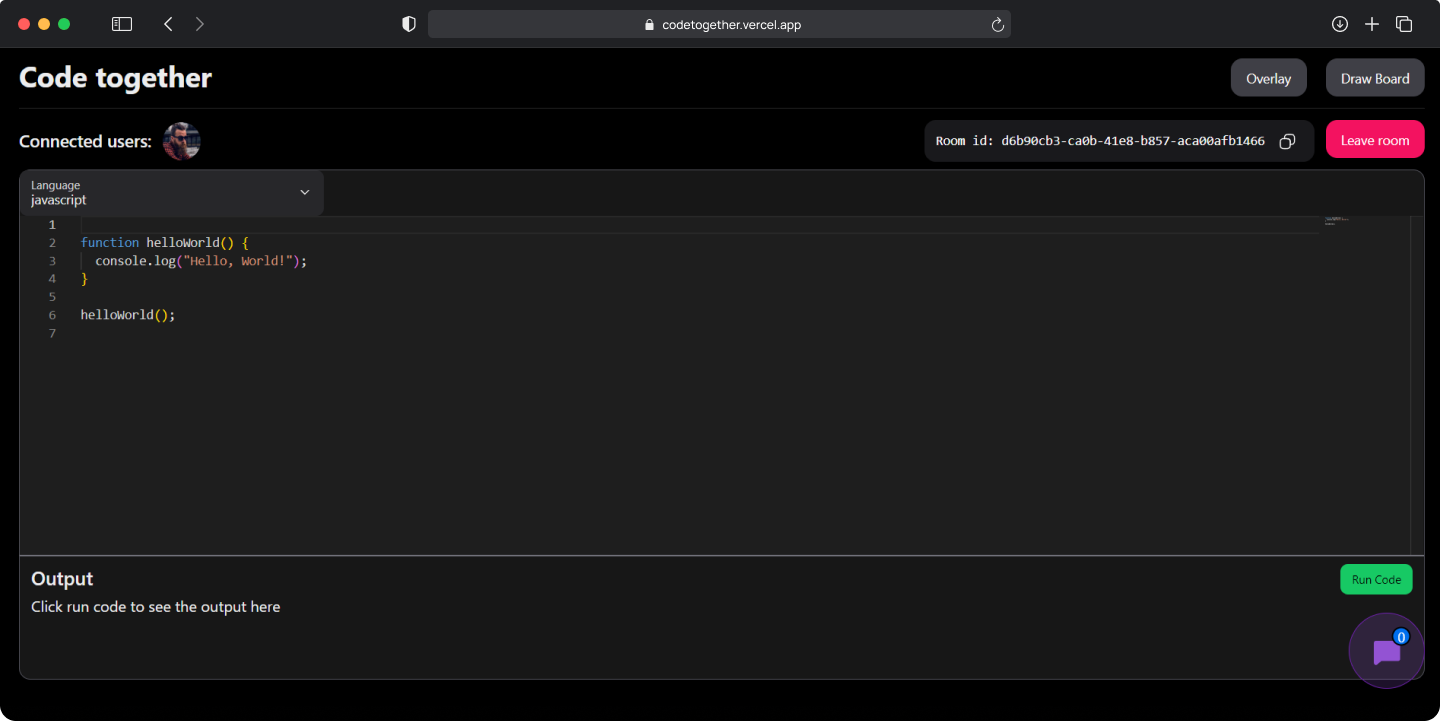 codetogether.vercel.app
Code together
Overlay
Draw Board
Connected users:
Room id: d6b90cb3-ca0b-41e8-b857-aca00afb1466
Leave room
Language
javascript
1
2 function helloWorld() {
3   console.log("Hello, World!");
4 }
5
6 helloWorld();
7
Output
Run Code
Click run code to see the output here
0